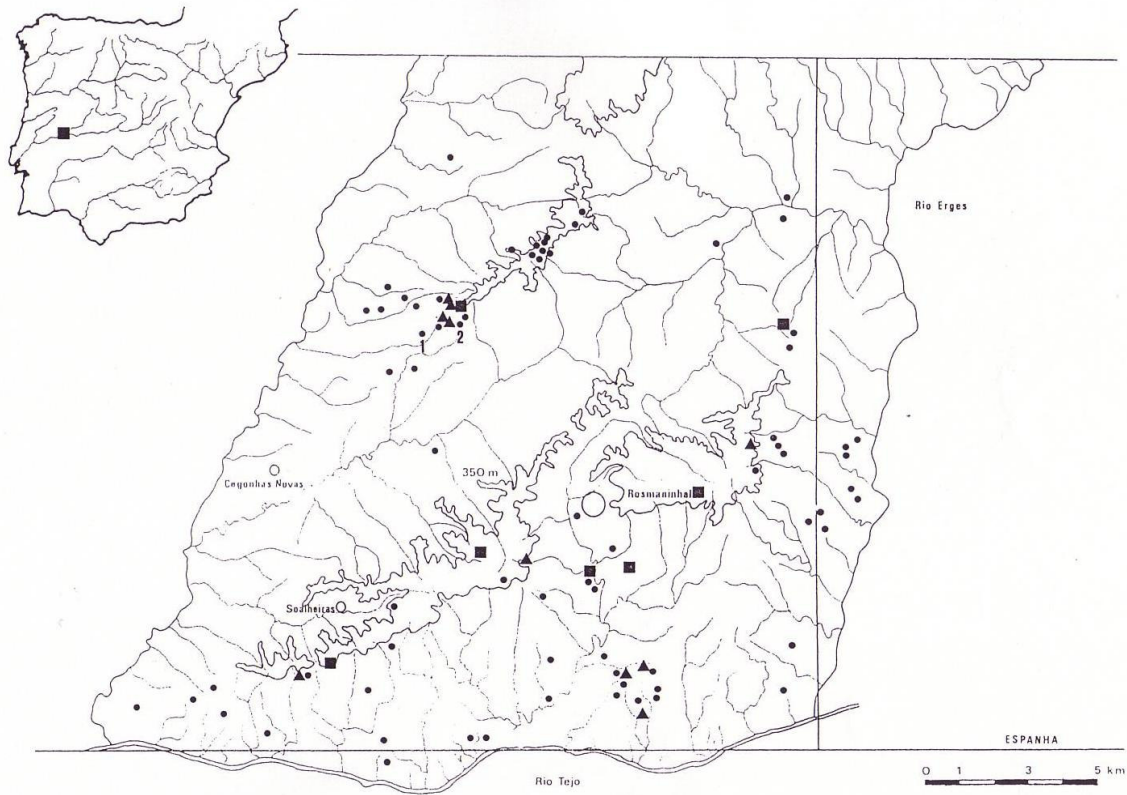 Rio Erges
1
2
350 m
Cegonhas Novas
Rosmaninhal
Soalheiras
ESPANHA
Rio Tejo
0 1 3 5 km